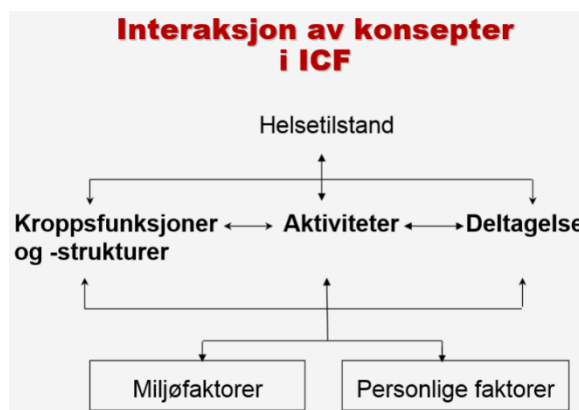 Interaksjon av konsepter
i ICF
Helsetilstand
Kroppsfunksjoner Aktiviteter Deltagelse
og -strukturer
Miljøfaktorer Personlige faktorer